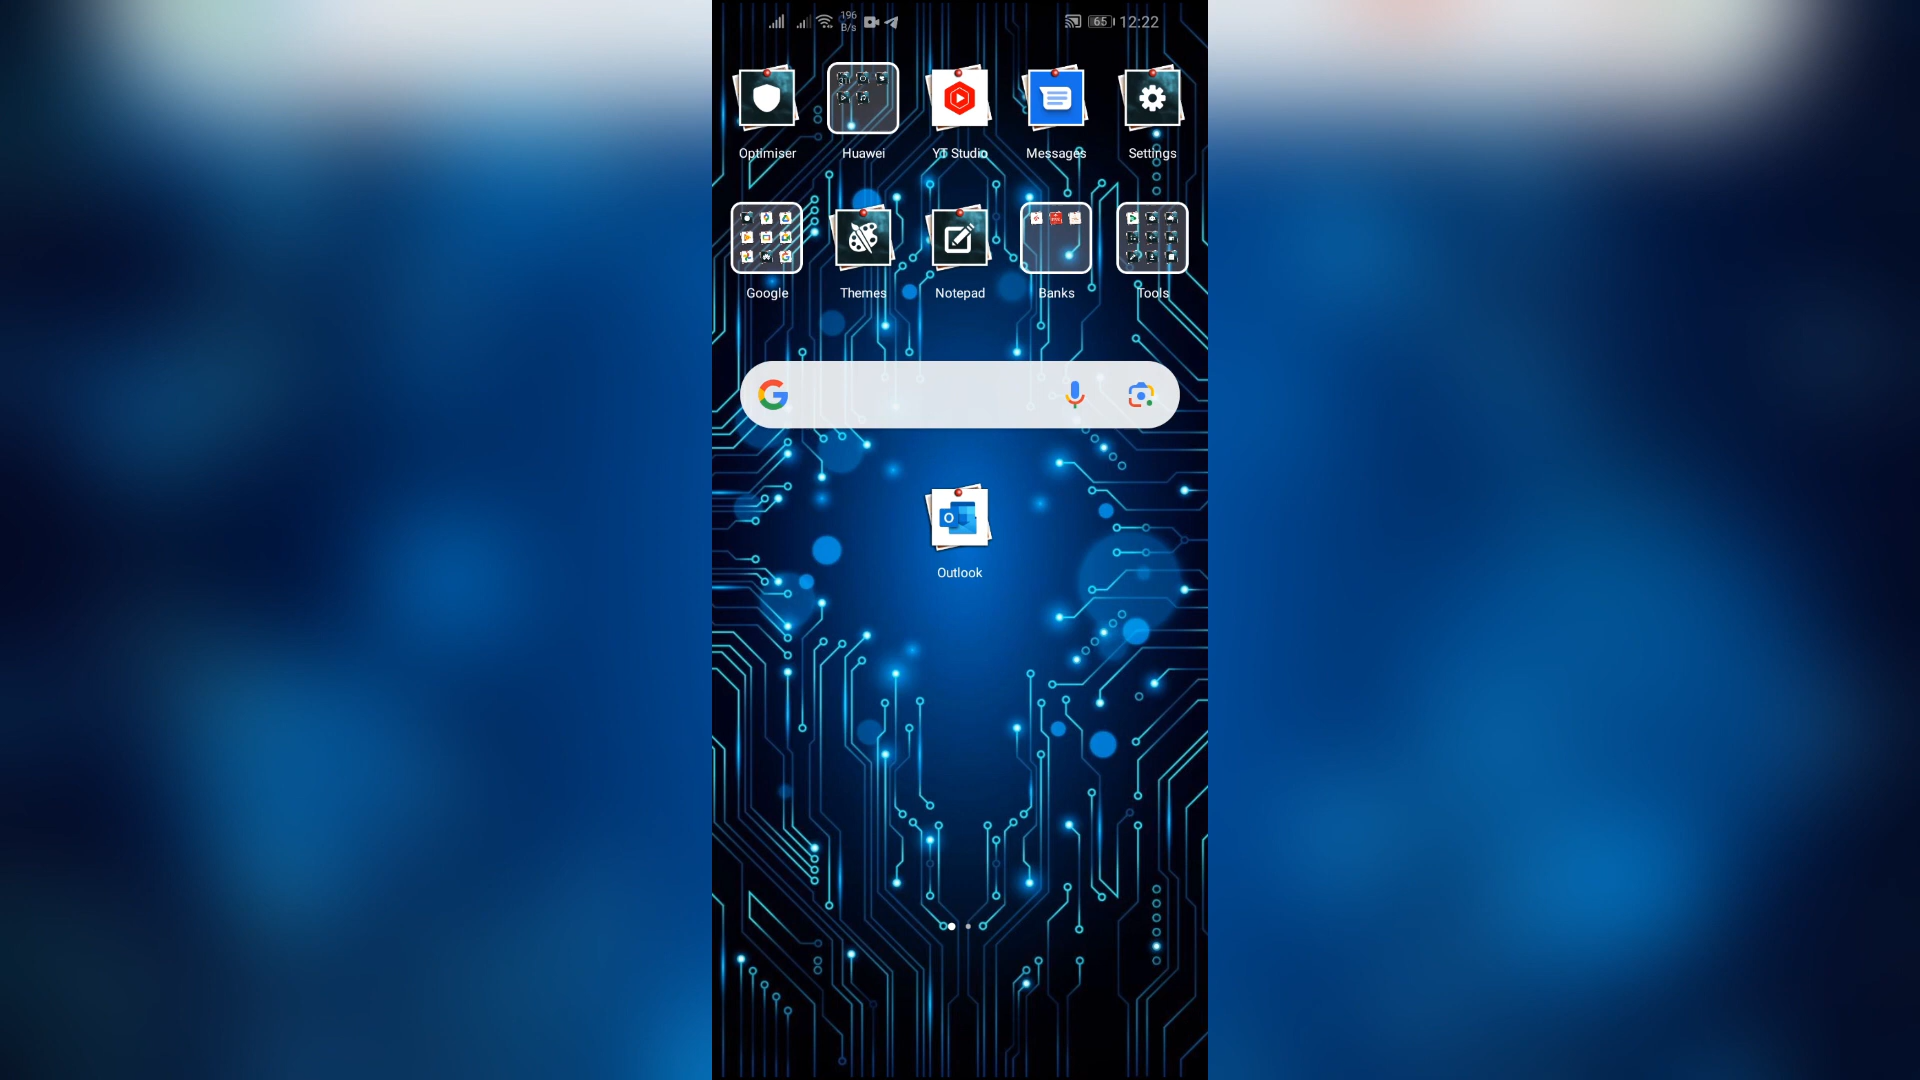 196
B/s
65
12:22
Optimiser
Huawei
YT Studio
Messages
Settings
Google
Themes
Notepad
Banks
Tools
Outlook